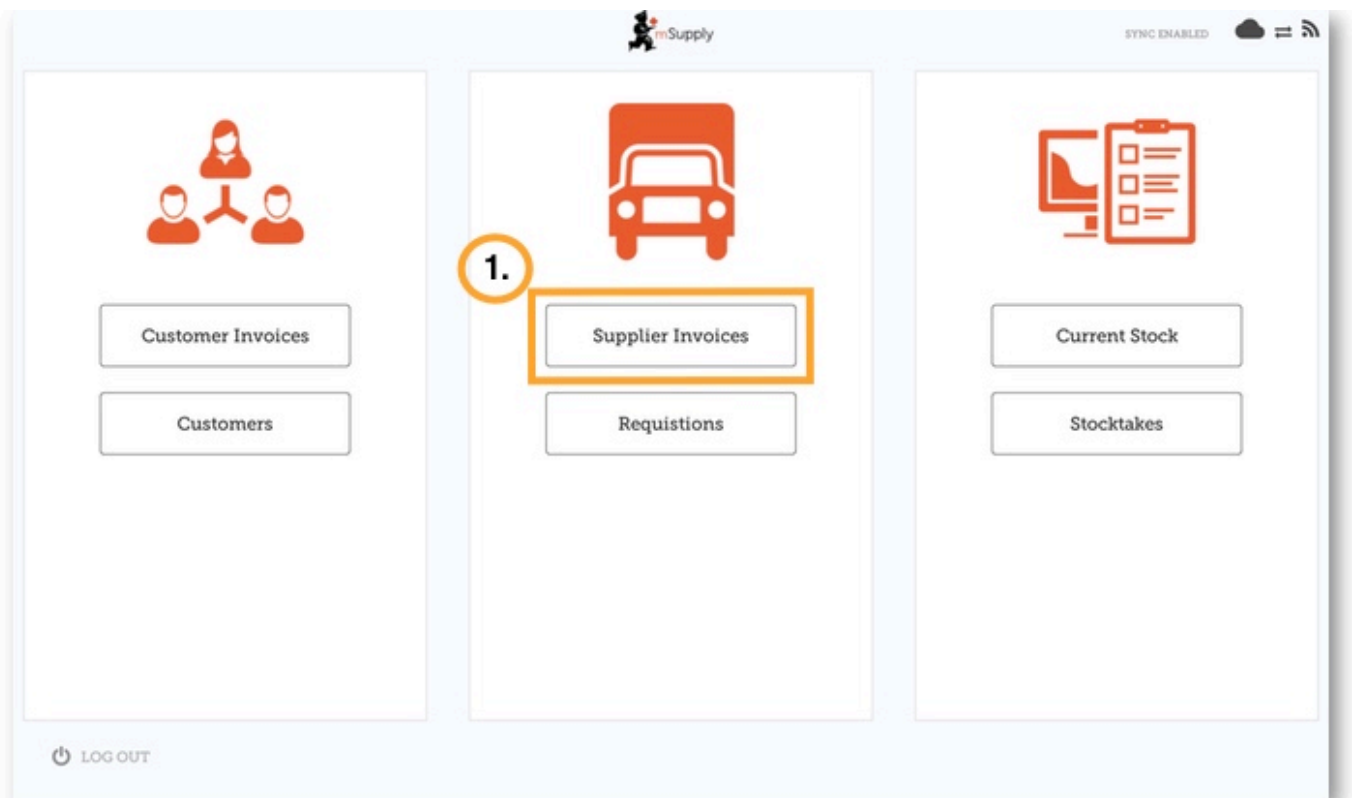 mSupply
SYNC ENABLED
1.
Customer Invoices
Supplier Invoices
Current Stock
Customers
Requistions
Stocktakes
LOG OUT